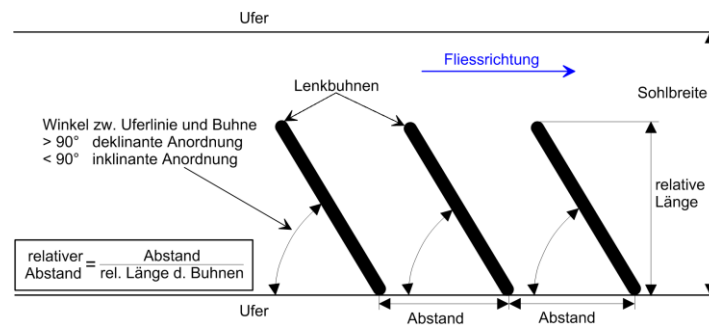 Ufer
Fliessrichtung
Lenkbuhnen
Sohlbreite
Winkel zw. Uferlinie und Buhne
> 90° deklinante Anordnung
< 90° inklinante Anordnung
relative
Länge
relativer
Abstand
=
Abstand
rel. Länge d. Buhnen
Ufer
Abstand
Abstand